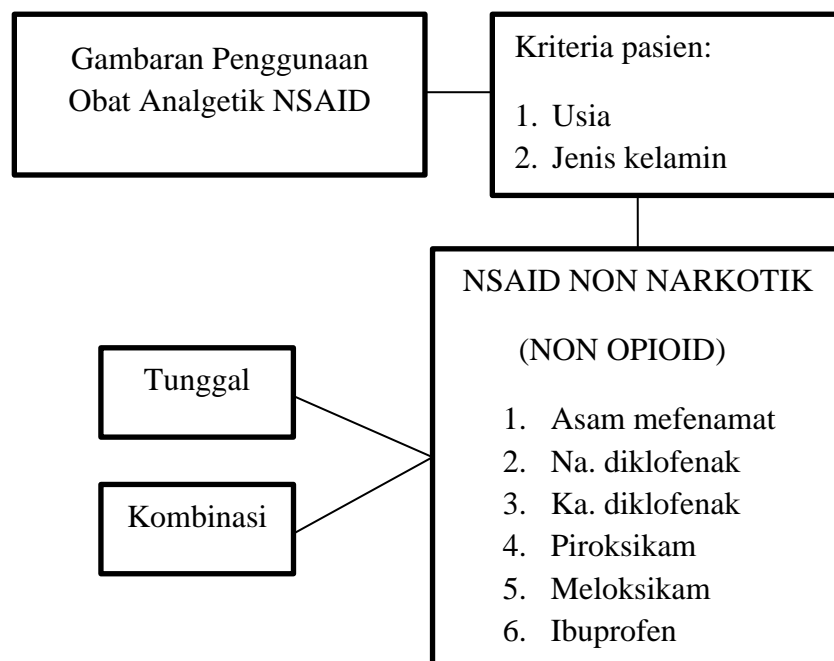 Gambaran Penggunaan
Obat Analgetik NSAID
Kriteria pasien:
1. Usia
2. Jenis kelamin
NSAID NON NARKOTIK
(NON OPIOID)
1. Asam mefenamat
2. Na. diklofenak
3. Ka. diklofenak
4. Piroksikam
5. Meloksikam
6. Ibuprofen
Tunggal
Kombinasi